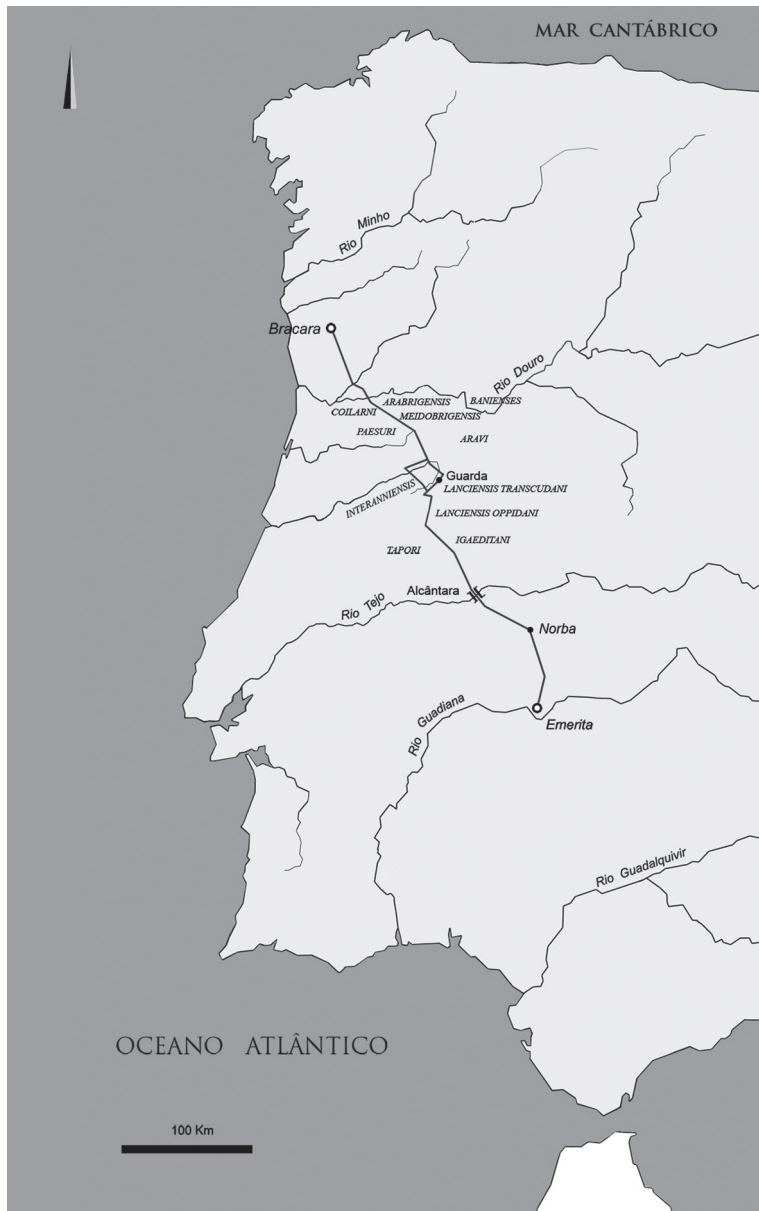 MAR CANTÁBRICO
Rio Minho
Bracara
Rio Douro
ARABRIGENSIS
BANIENSES
COILARNI
MEIDOBRIGENSIS
PAESURI
ARAVI
Guarda
INTERANNIENSIS
LANCIENSIS TRANSCUDANI
LANCIENSIS OPPIDANI
IGAEDITANI
TAPORI
Alcântara
Rio Tejo
Norba
Rio Guadiana
Emerita
Rio Guadalquivir
OCEANO ATLÂNTICO
100 Km